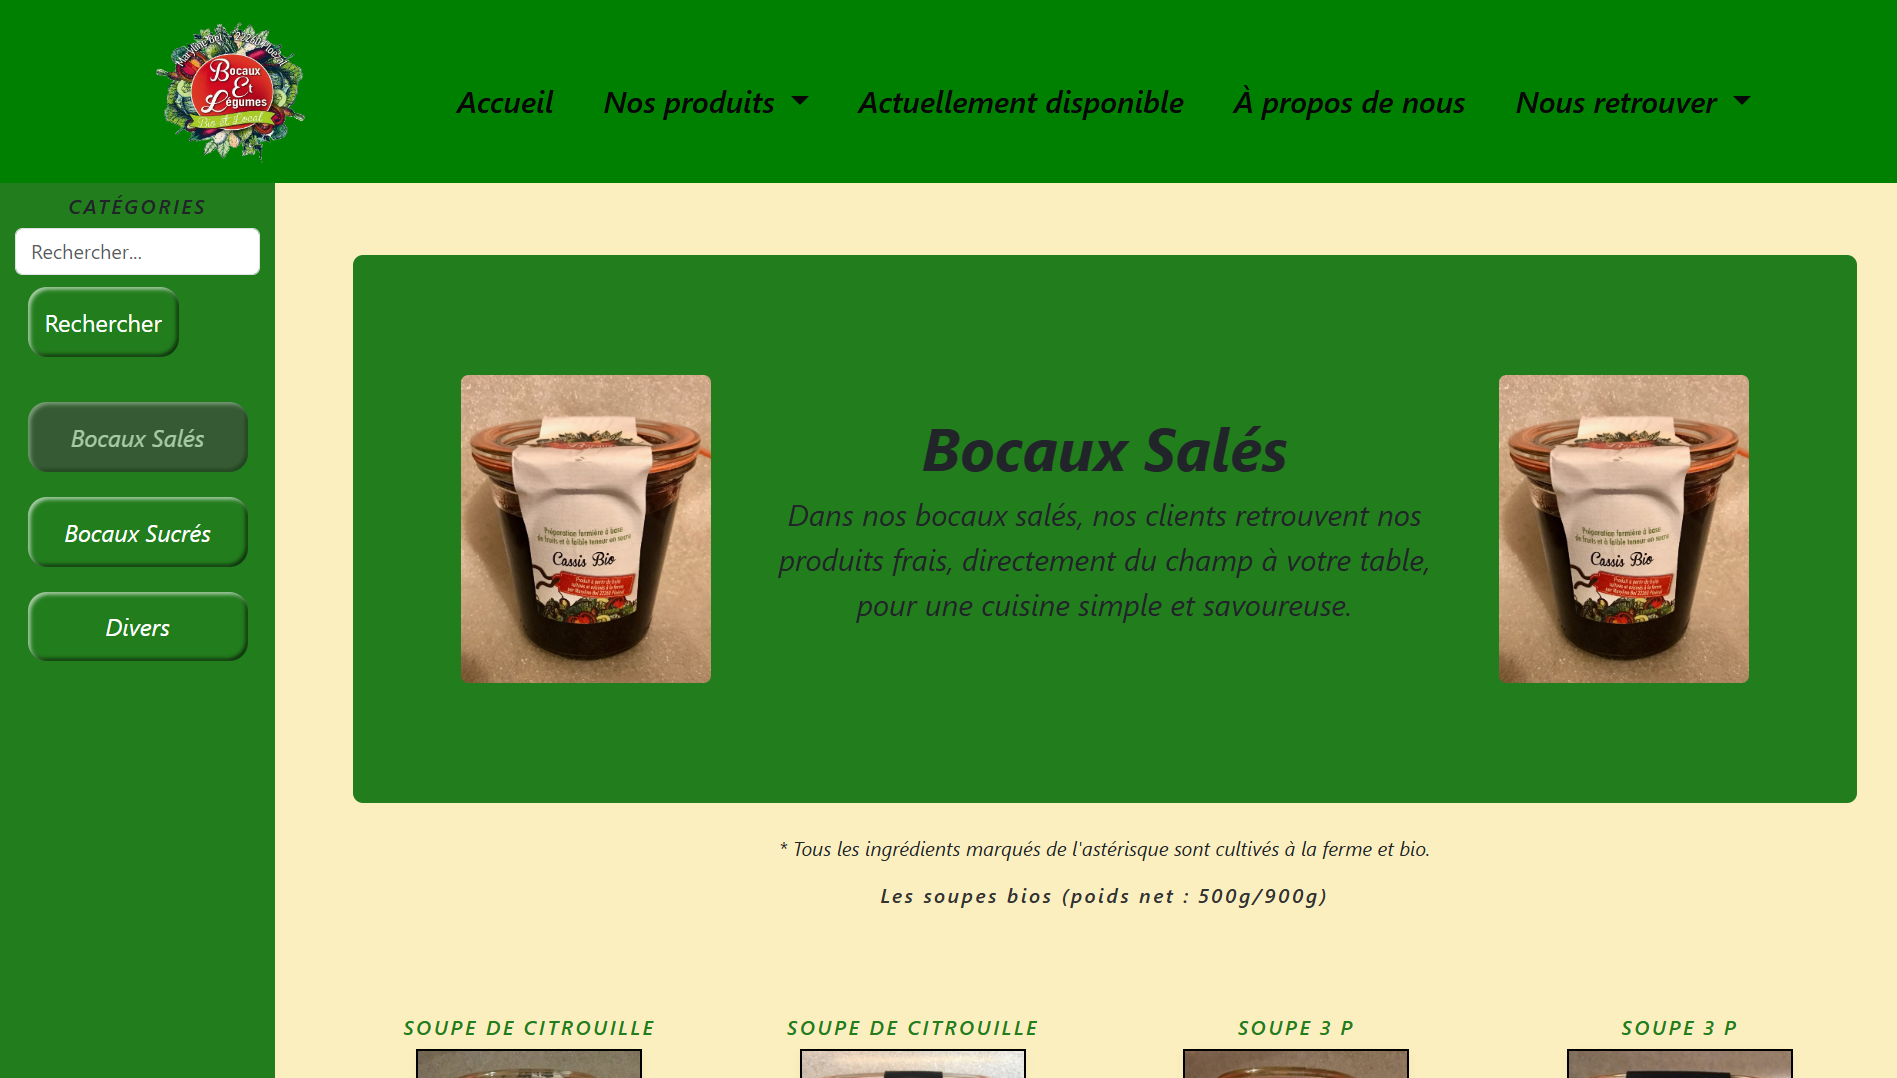 Bocaux
Et
Légumes
Bio et Local
Accueil
Nos produits
Actuellement disponible
À propos de nous
Nous retrouver
CATÉGORIES
Rechercher...
Rechercher
Bocaux Salés
Bocaux Sucrés
Divers
Préparation fermière à base
de fruits et à faible teneur en sucre
Cassis Bio
Bocaux Salés
Dans nos bocaux salés, nos clients retrouvent nos
produits frais, directement du champ à votre table,
pour une cuisine simple et savoureuse.
Préparation fermière à base
de fruits et à faible teneur en sucre
Cassis Bio
* Tous les ingrédients marqués de l'astérisque sont cultivés à la ferme et bio.
Les soupes bios (poids net : 500g/900g)
SOUPE DE CITROUILLE
SOUPE DE CITROUILLE
SOUPE 3 P
SOUPE 3 P